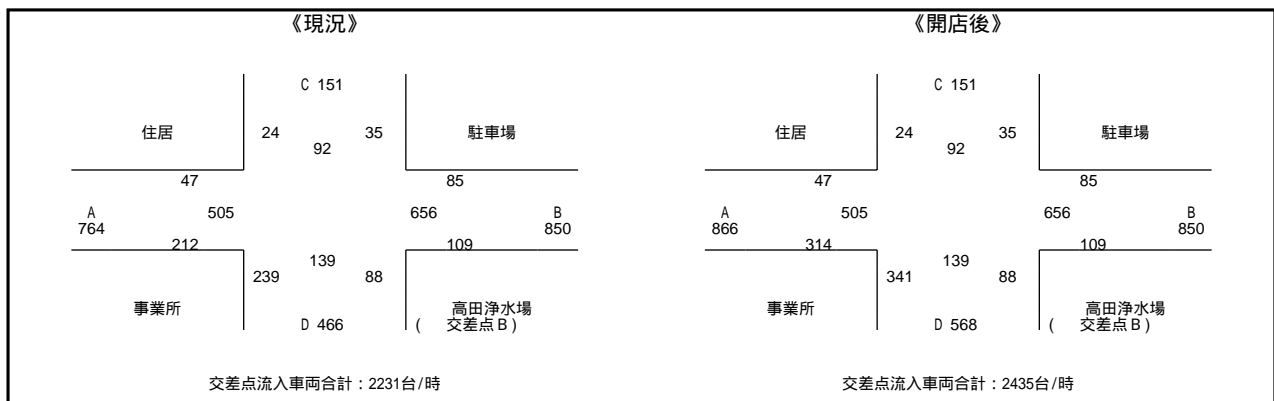 《現況》
C 151
住居 24 35 駐車場
92
47 85
A 505 656 B
764 850
212 109
139
239 88
事業所 高田浄水場
D 466 ( 交差点B)
交差点流入車両合計：2231台/時
《開店後》
C 151
住居 24 35 駐車場
92
47 85
A 505 656 B
866 850
314 109
139
341 88
事業所 高田浄水場
D 568 ( 交差点B)
交差点流入車両合計：2435台/時